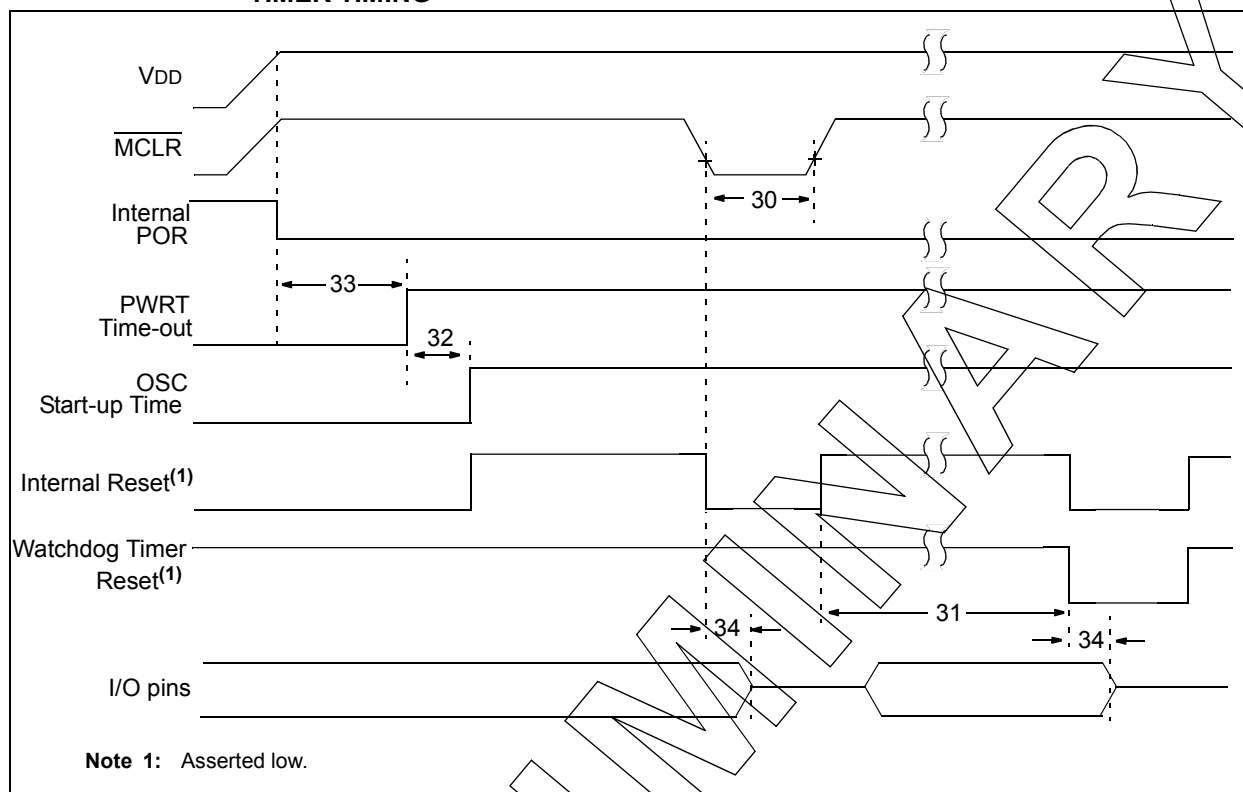 TIMER TIMING
VDD
MCLR
Internal
POR
30
33
PWRT
Time-out
32
OSC
Start-up Time
Internal Reset(1)
Watchdog Timer
Reset(1)
31
34
34
I/O pins
Note 1: Asserted low.